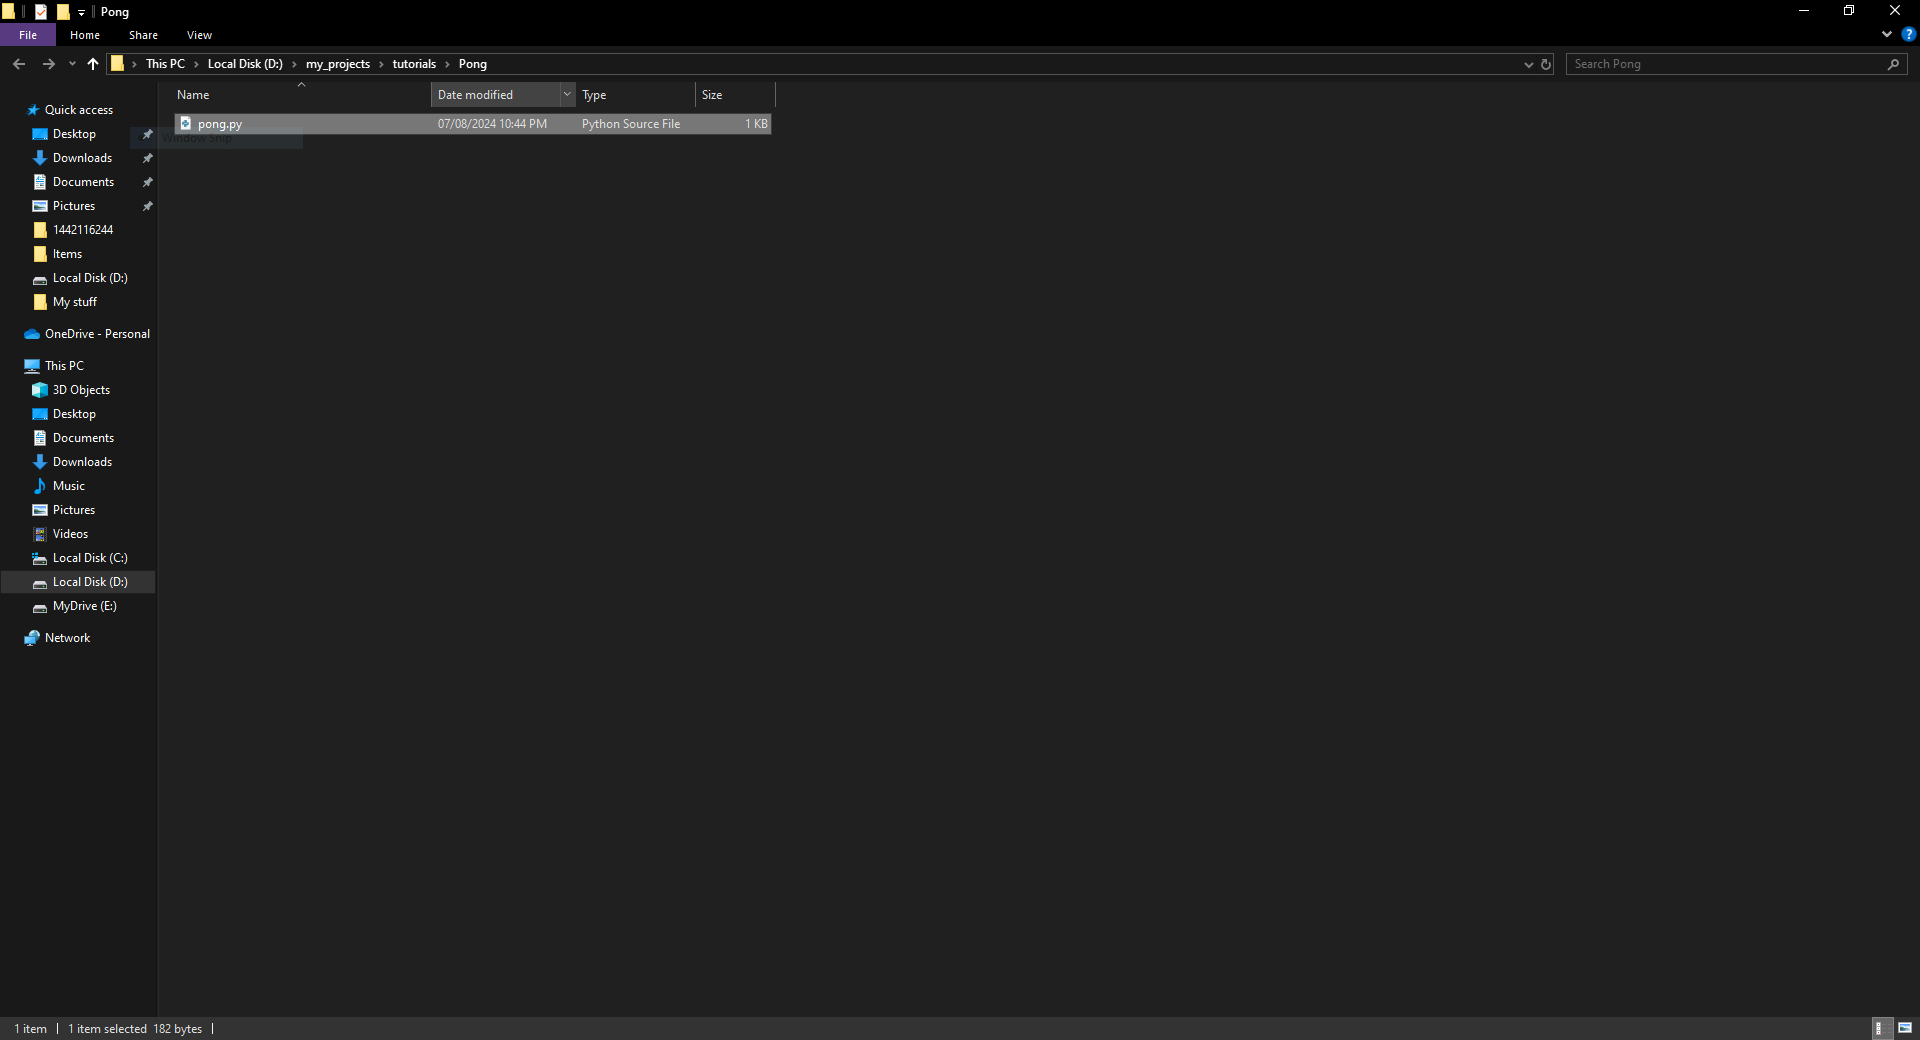 Pong
File Home Share View
This PC Local Disk (D:) my_projects tutorials Pong
Search Pong
Name Date modified Type Size
pong.py 07/08/2024 10:44 PM Python Source File 1 KB
Window Snip
Quick access
Desktop
Downloads
Documents
Pictures
1442116244
Items
Local Disk (D:)
My stuff
OneDrive - Personal
This PC
3D Objects
Desktop
Documents
Downloads
Music
Pictures
Videos
Local Disk (C:)
Local Disk (D:)
MyDrive (E:)
Network
1 item 1 item selected 182 bytes